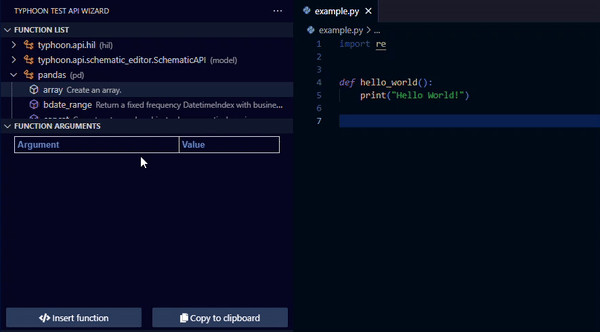 TYPHOON TEST API WIZARD
FUNCTION LIST
typhoon.api.hil (hil)
typhoon.api.schematic_editor.SchematicAPI (model)
pandas (pd)
array Create an array.
bdate_range Return a fixed frequency DatetimeIndex with busine...
FUNCTION ARGUMENTS
Argument Value
Insert function
Copy to clipboard
example.py
example.py > ...
1 import re
2
3
4 def hello_world():
5 print("Hello World!")
6
7